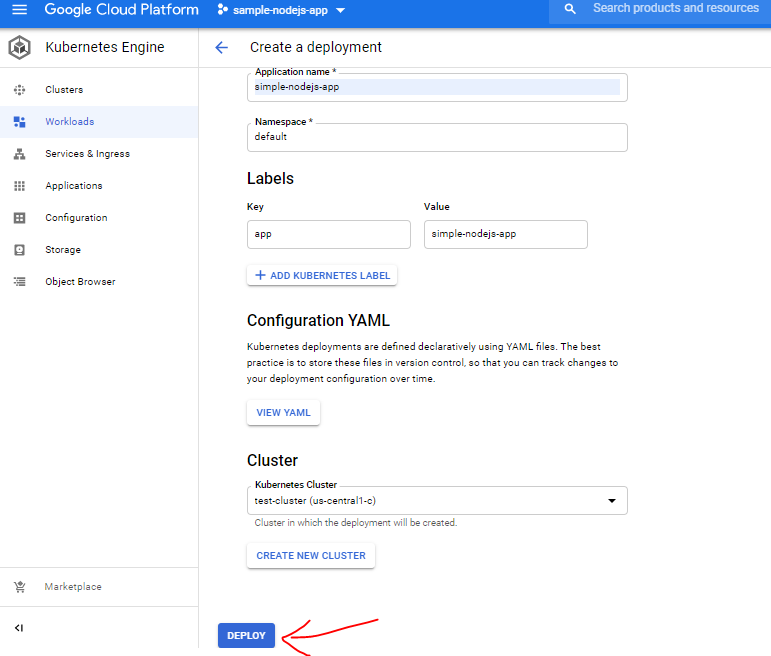 Google Cloud Platform
sample-nodejs-app
Search products and resources
Kubernetes Engine
Create a deployment
Clusters
Workloads
Services & Ingress
Applications
Configuration
Storage
Object Browser
Marketplace
Application name *
simple-nodejs-app
Namespace *
default
Labels
Key
Value
app
simple-nodejs-app
ADD KUBERNETES LABEL
Configuration YAML
Kubernetes deployments are defined declaratively using YAML files. The best
practice is to store these files in version control, so that you can track changes to
your deployment configuration over time.
VIEW YAML
Cluster
Kubernetes Cluster
test-cluster (us-central1-c)
Cluster in which the deployment will be created.
CREATE NEW CLUSTER
DEPLOY